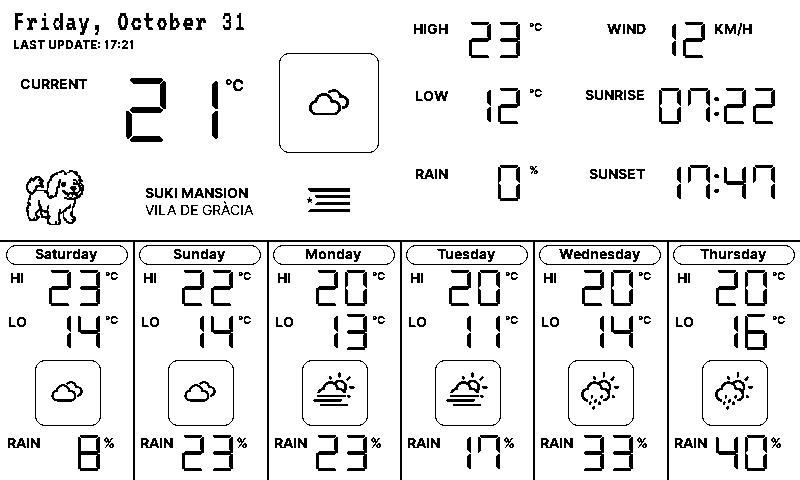 Friday, October 31
LAST UPDATE: 17:21
CURRENT 21 °C
SUKI MANSION
VILA DE GRÀCIA
HIGH 23 °C
LOW 12 °C
RAIN 0 %
WIND 12 KM/H
SUNRISE 07:22
SUNSET 17:47
Saturday
HI 23 °C
LO 14 °C
RAIN 8 %
Sunday
HI 22 °C
LO 14 °C
RAIN 23 %
Monday
HI 20 °C
LO 13 °C
RAIN 23 %
Tuesday
HI 20 °C
LO 11 °C
RAIN 17 %
Wednesday
HI 20 °C
LO 14 °C
RAIN 33 %
Thursday
HI 20 °C
LO 16 °C
RAIN 40 %